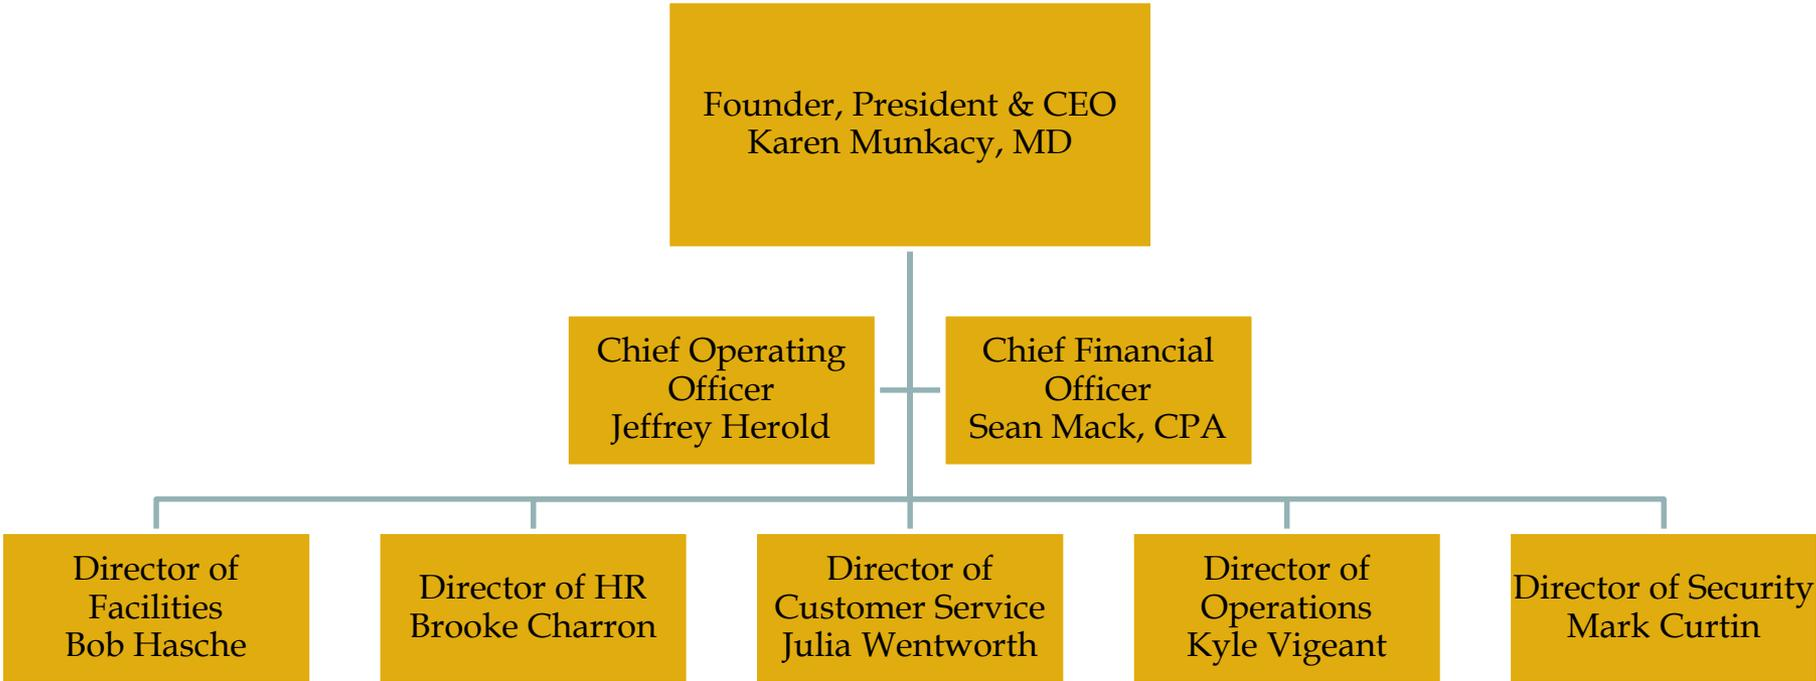 Founder, President & CEO
Karen Munkacy, MD
Chief Operating
Officer
Jeffrey Herold
Chief Financial
Officer
Sean Mack, CPA
Director of
Facilities
Bob Hasche
Director of HR
Brooke Charron
Director of
Customer Service
Julia Wentworth
Director of
Operations
Kyle Vigeant
Director of Security
Mark Curtin